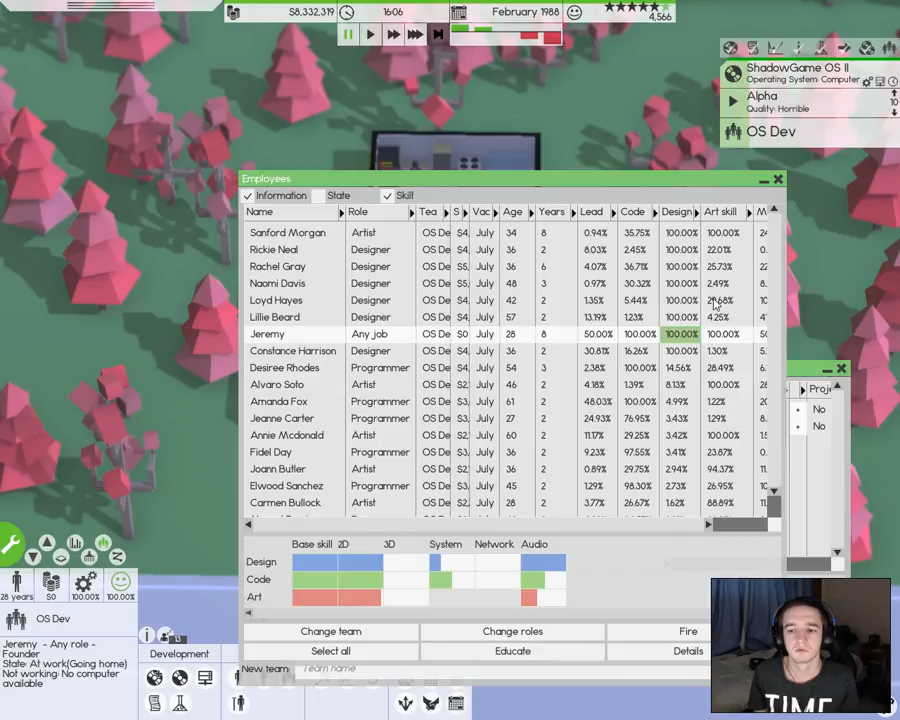 $8,332,319
16:06
February 1988
4,566
ShadowGame OS II
Operating System: Computer
Alpha
Quality: Horrible
10
OS Dev
Employees
Information State Skill
Name Role Tea S Vac Age Years Lead Code Design Art skill
Sanford Morgan Artist OS De S4, July 34 8 0.94% 35.75% 100.00% 100.00% 24
Rickie Neal Designer OS De S4, July 36 2 8.03% 2.45% 100.00% 22.01% 0.
Rachel Gray Designer OS De S5, July 36 6 4.07% 36.71% 100.00% 25.73% 22
Naomi Davis Designer OS De S5, July 48 3 0.97% 30.32% 100.00% 2.49% 8.
Loyd Hayes Designer OS De S4, July 42 2 1.35% 5.44% 100.00% 10
Lillie Beard Designer OS De S4, July 57 2 13.19% 1.23% 100.00% 4.25%
Jeremy Any job OS De S0 July 28 8 50.00% 100.00% 100.00% 100.00% 50
Constance Harrison Designer OS De S4, July 36 2 30.81% 16.26% 100.00% 1.30% 5.
Desiree Rhodes Programmer OS De S4, July 54 3 2.38% 100.00% 14.56% 28.49%
Alvaro Soto Artist OS De July 46 2 4.18% 1.39% 8.13% 100.00%
Amanda Fox Programmer OS De S4, July 61 2 48.03% 100.00% 4.99% 1.22%
Jeanne Carter Programmer OS De S4, July 27 2 24.93% 76.95% 3.43% 1.29% 8.
Annie Mcdonald Artist OS De July 60 2 11.17% 29.25% 3.42% 100.00%
Fidel Day Programmer OS De S4, July 36 2 9.23% 97.55% 3.41% 23.87%
Joann Butler Artist OS De July 36 2 0.89% 29.75% 2.94% 94.37% 11.
Elwood Sanchez Programmer OS De S4, July 45 2 1.29% 98.30% 2.73% 26.95%
Carmen Bullock Artist OS De July 28 2 3.77% 26.67% 1.62% 88.89%
Base skill 2D 3D System Network Audio
Design
Code
Art
Change team Change roles Fire
Select all Educate Details
New team: Team name
Proj
No
No
28 years S0 100.00% 100.00%
OS Dev
Jeremy - Any role -
Founder
State: At work(Going home)
Not working: No computer
available
Development
TIME